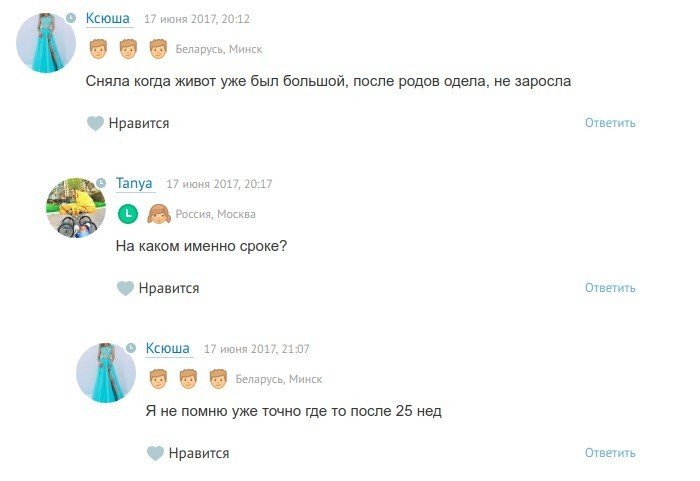 Ксюша 17 июня 2017, 20:12
Беларусь, Минск
Сняла когда живот уже был большой, после родов одела, не заросла
Нравится Ответить
Tanya 17 июня 2017, 20:17
Россия, Москва
На каком именно сроке?
Нравится Ответить
Ксюша 17 июня 2017, 21:07
Беларусь, Минск
Я не помню уже точно где то после 25 нед
Нравится Ответить